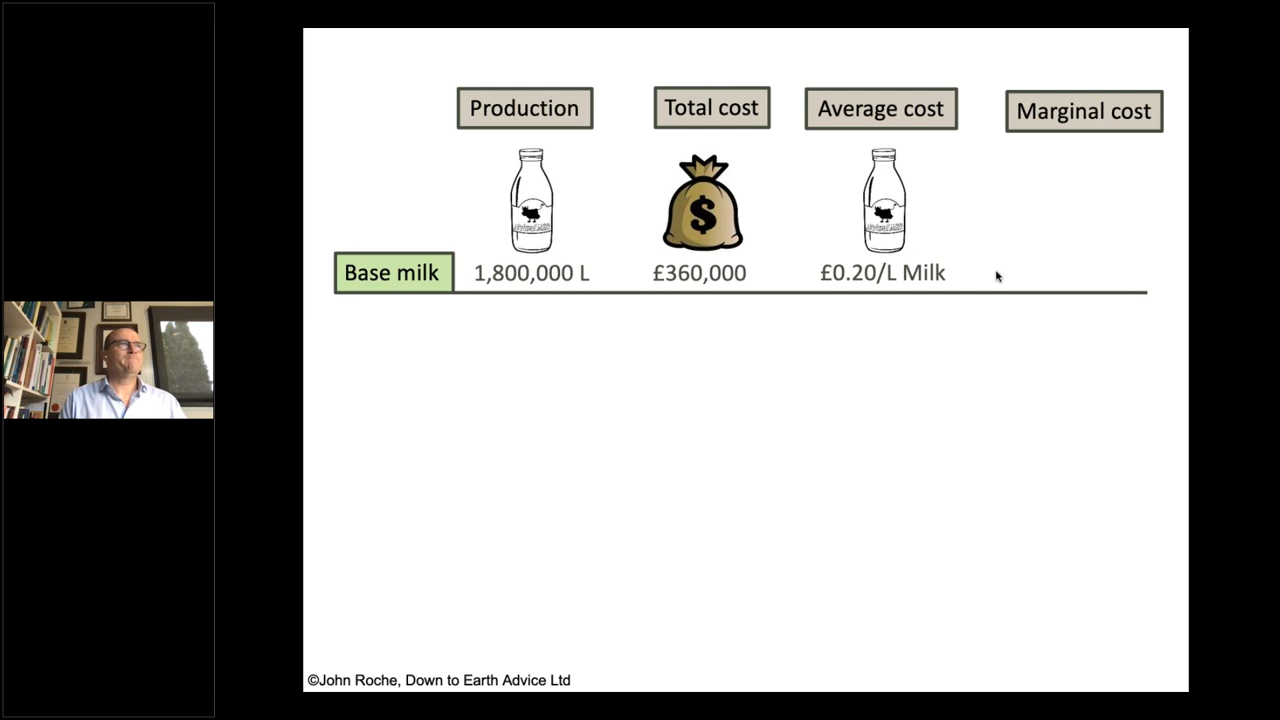 Production
Total cost
Average cost
Marginal cost
$
Base milk
1,800,000 L
£360,000
£0.20/L Milk
©John Roche, Down to Earth Advice Ltd